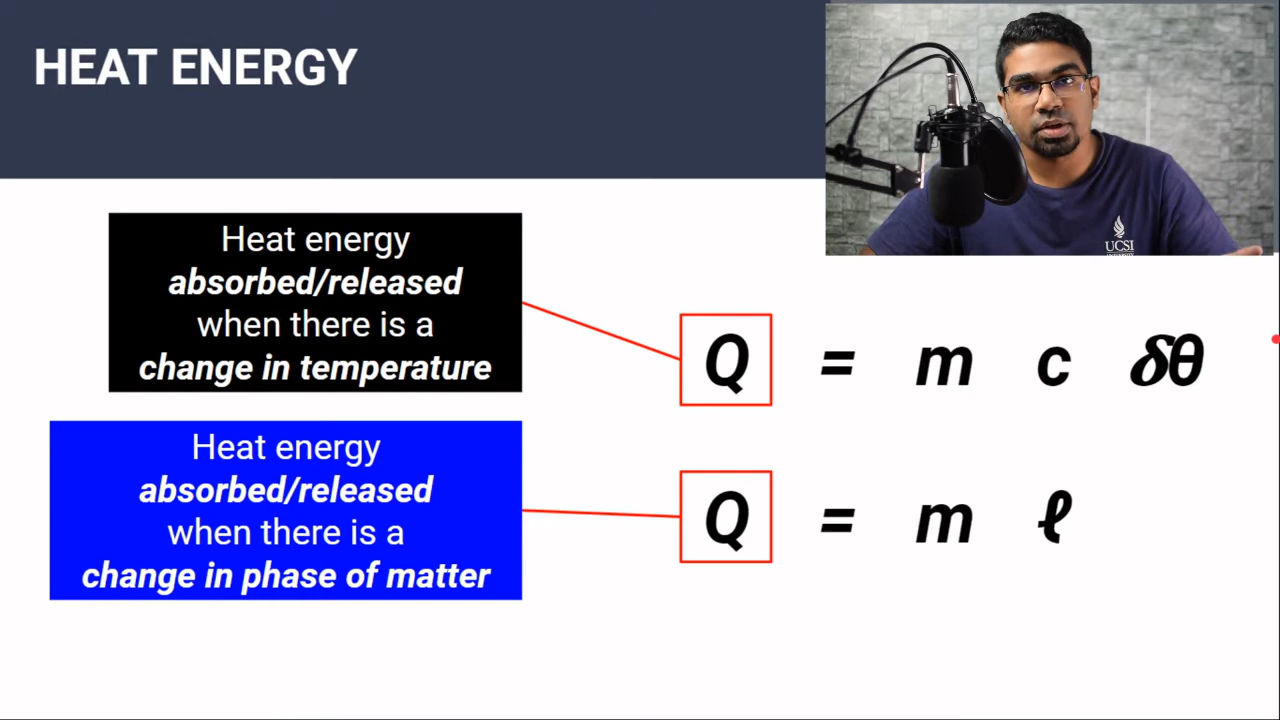 HEAT ENERGY
UCSI
UNIVERSITY
Heat energy
absorbed/released
when there is a
change in temperature
Q = m c δθ
Heat energy
absorbed/released
when there is a
change in phase of matter
Q = m ℓ